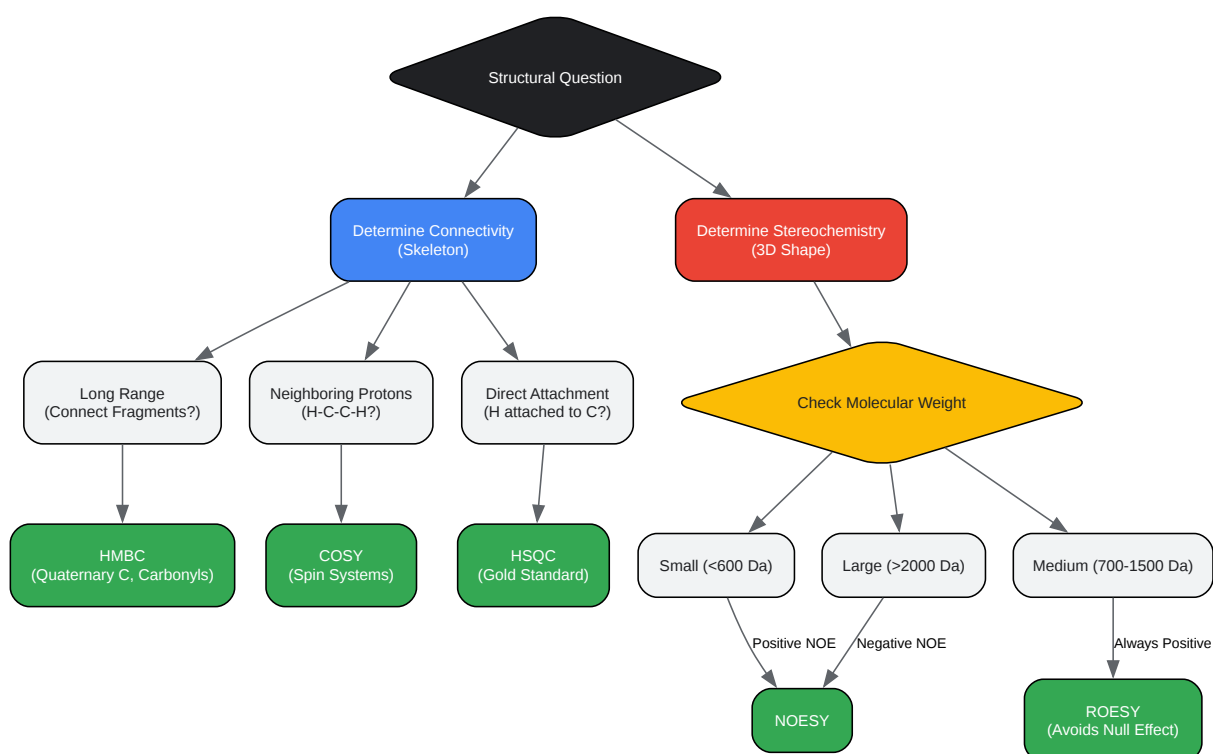 Structural Question
Determine Connectivity
(Skeleton)
Determine Stereochemistry
(3D Shape)
Long Range
(Connect Fragments?)
Neighboring Protons
(H-C-C-H?)
Direct Attachment
(H attached to C?)
Check Molecular Weight
HMBC
(Quaternary C, Carbonyls)
COSY
(Spin Systems)
HSQC
(Gold Standard)
Small (<600 Da)
Large (>2000 Da)
Medium (700-1500 Da)
Positive NOE
Negative NOE
Always Positive
NOESY
ROESY
(Avoids Null Effect)